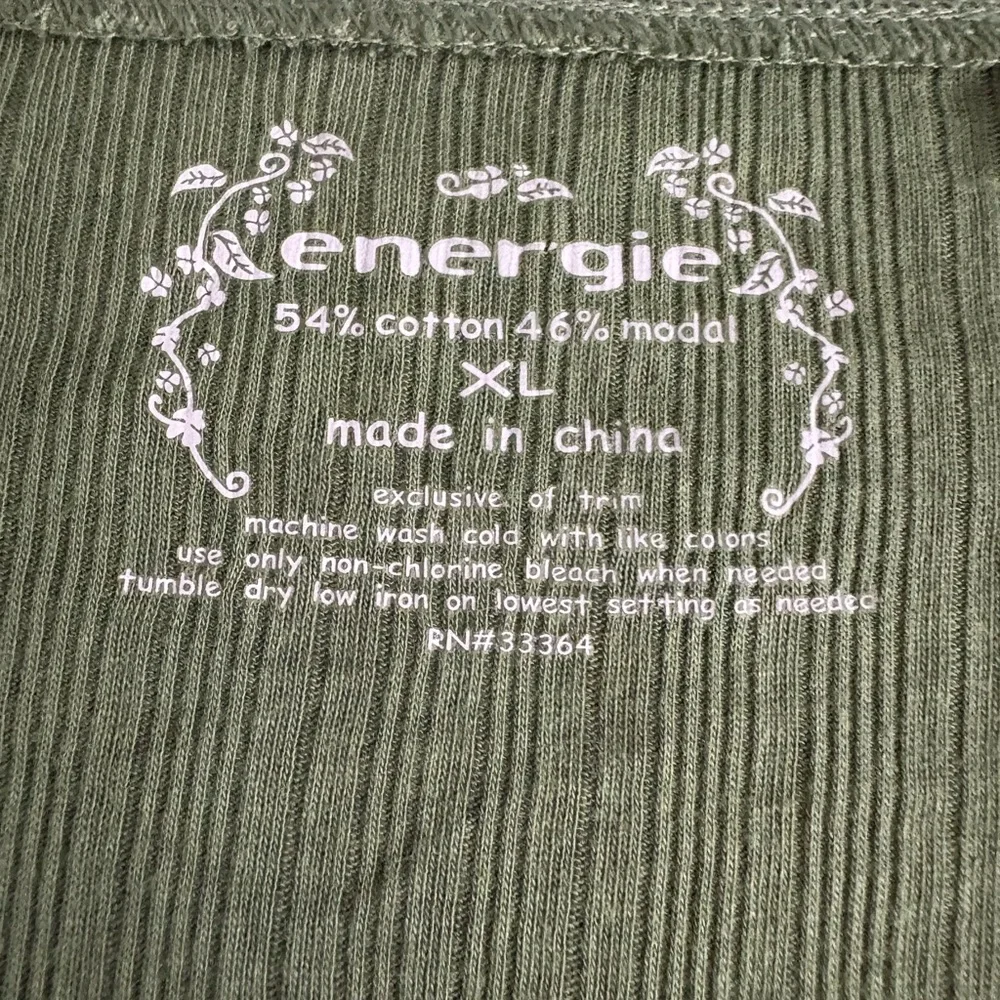 energie
54% cotton 46% modal
XL
made in china
exclusive of trim
machine wash cold with like colors
use only non-chlorine bleach when needed
tumble dry low iron on lowest setting as needed
RN#33364